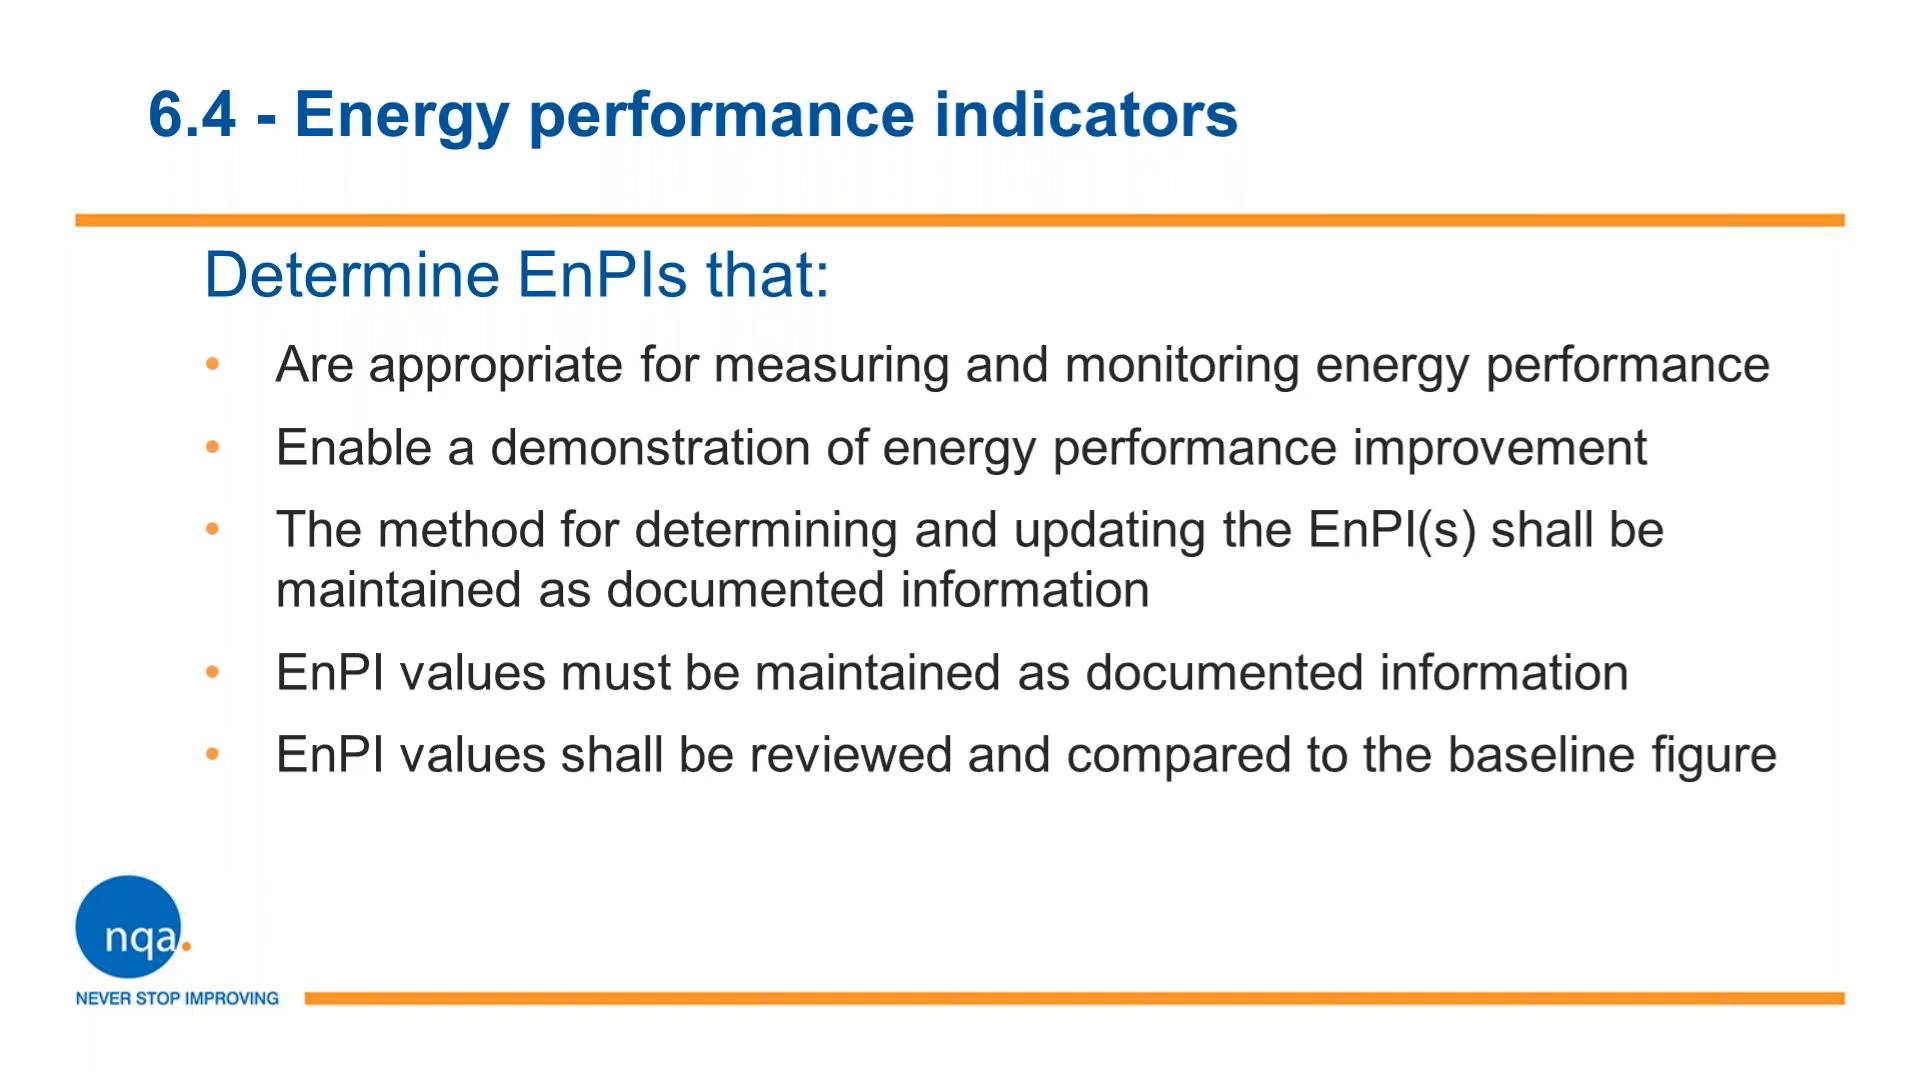 6.4 - Energy performance indicators
Determine EnPIs that:
• Are appropriate for measuring and monitoring energy performance
• Enable a demonstration of energy performance improvement
• The method for determining and updating the EnPI(s) shall be
maintained as documented information
• EnPI values must be maintained as documented information
• EnPI values shall be reviewed and compared to the baseline figure
nqa.
NEVER STOP IMPROVING